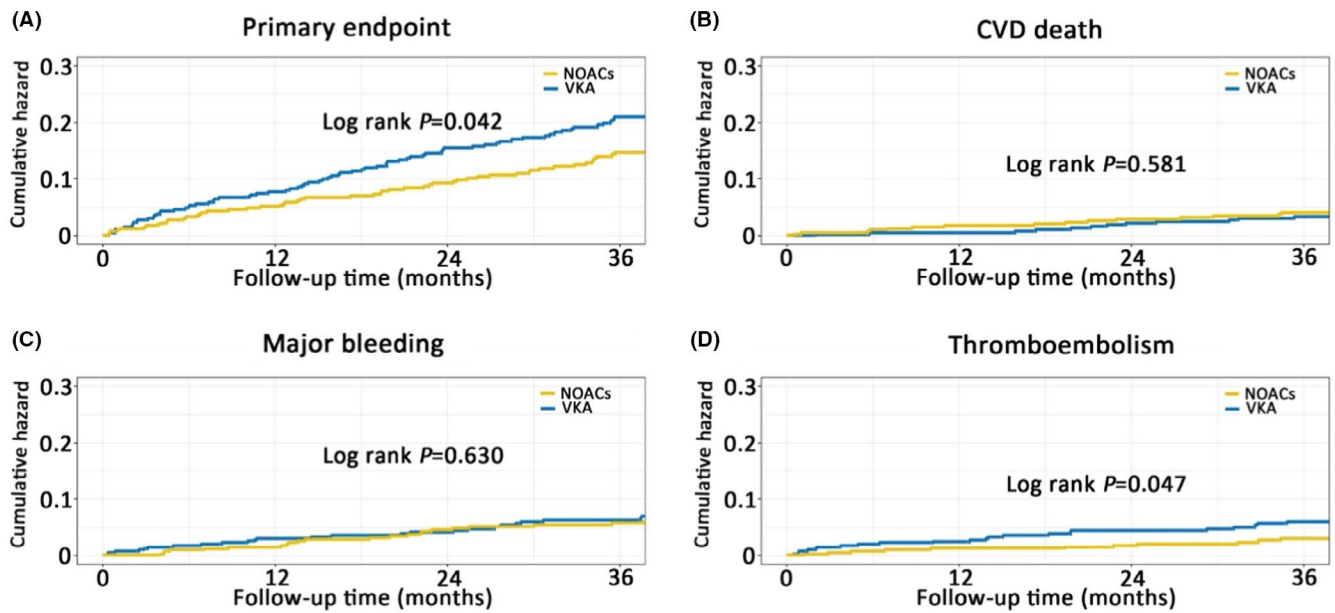 (A)
Primary endpoint
Cumulative hazard
0.3
0.2
0.1
0
NOACs
VKA
Log rank P=0.042
0 12 24 36
Follow-up time (months)
(B)
CVD death
Cumulative hazard
0.3
0.2
0.1
0
NOACs
VKA
Log rank P=0.581
0 12 24 36
Follow-up time (months)
(C)
Major bleeding
Cumulative hazard
0.3
0.2
0.1
0
NOACs
VKA
Log rank P=0.630
0 12 24 36
Follow-up time (months)
(D)
Thromboembolism
Cumulative hazard
0.3
0.2
0.1
0
NOACs
VKA
Log rank P=0.047
0 12 24 36
Follow-up time (months)